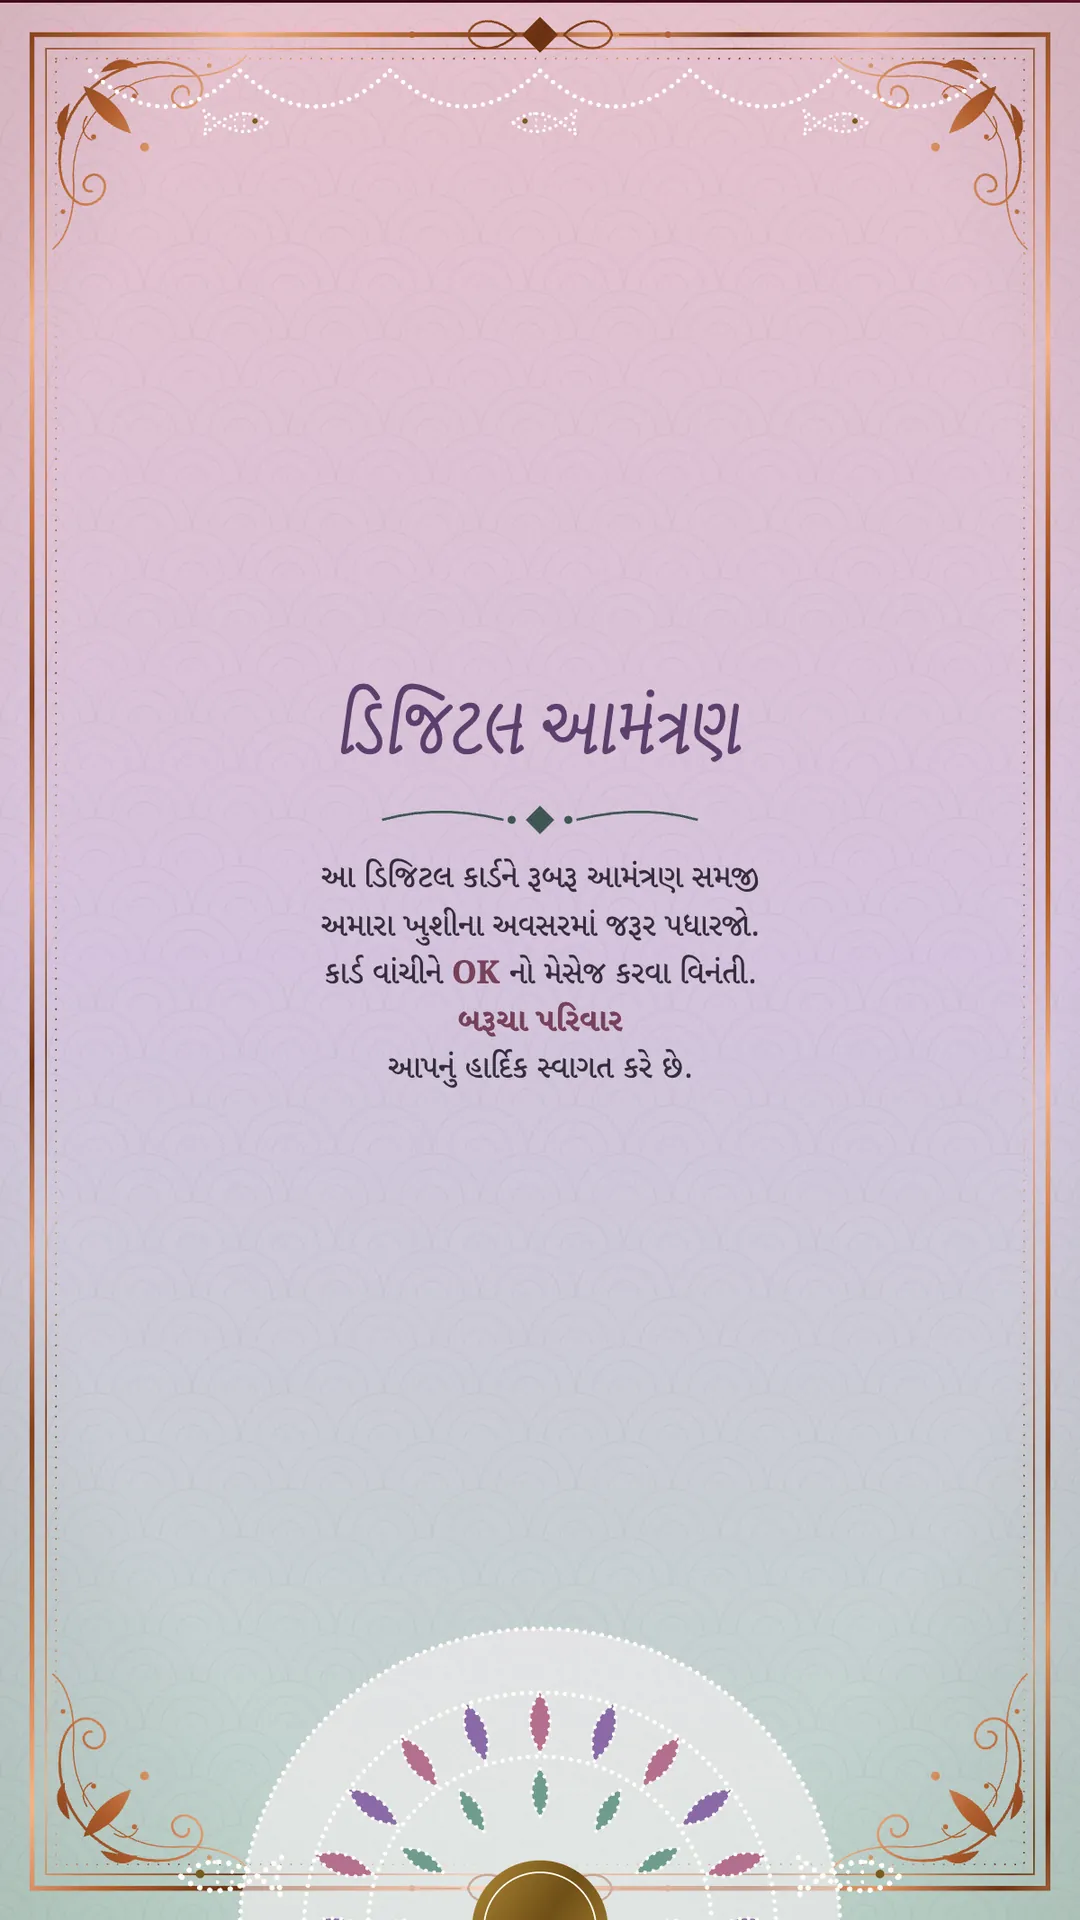 ડિજિટલ આમંત્રણ
આ ડિજિટલ કાર્ડને રૂબરૂ આમંત્રણ સમજી
અમારા ખુશીના અવસરમાં જરૂર પધારજો.
કાર્ડ વાંચીને OK નો મેસેજ કરવા વિનંતી.
બરૂચા પરિવાર
આપનું હાર્દિક સ્વાગત કરે છે.